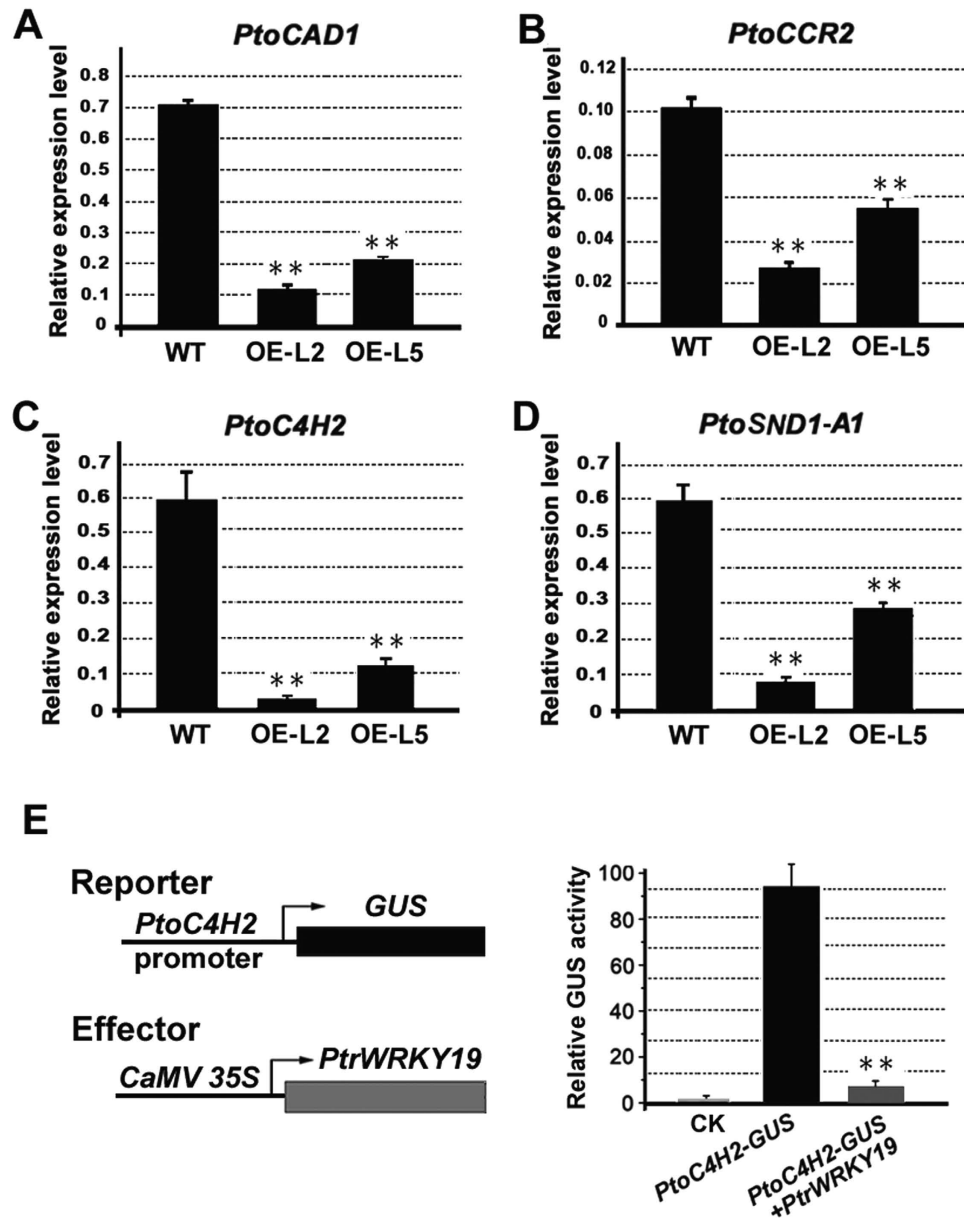 A
PtoCAD1
Relative expression level
0.8
0.7
0.6
0.5
0.4
0.3
0.2
0.1
0
**
**
WT OE-L2 OE-L5
B
PtoCCR2
Relative expression level
0.12
0.10
0.08
0.06
0.04
0.02
0
**
**
WT OE-L2 OE-L5
C
PtoC4H2
Relative expression level
0.7
0.6
0.5
0.4
0.3
0.2
0.1
0
**
**
WT OE-L2 OE-L5
D
PtoSND1-A1
Relative expression level
0.7
0.6
0.5
0.4
0.3
0.2
0.1
0
**
**
WT OE-L2 OE-L5
E
Reporter
PtoC4H2
promoter
GUS
Effector
CaMV 35S
PtrWRKY19
Relative GUS activity
100
80
60
40
20
0
**
CK
PtoC4H2-GUS
PtoC4H2-GUS
+PtrWRKY19